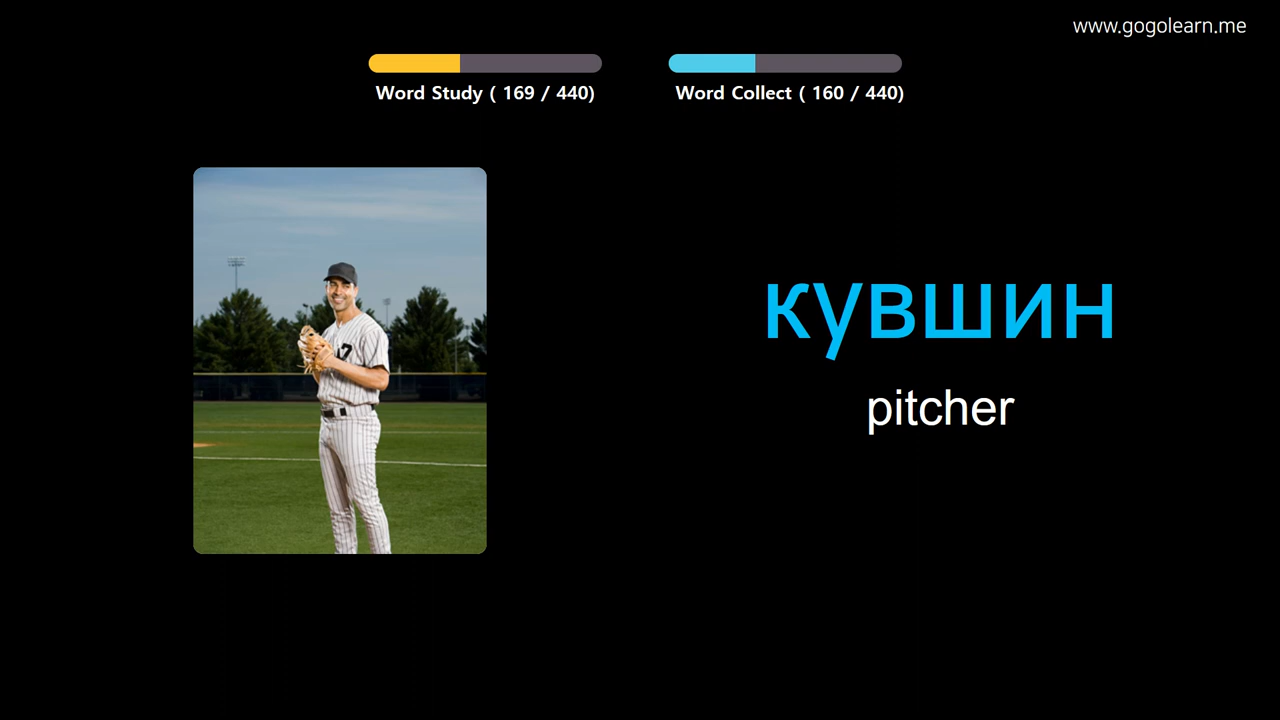 www.gogolearn.me
Word Study ( 169 / 440)
Word Collect ( 160 / 440)
кувшин
pitcher